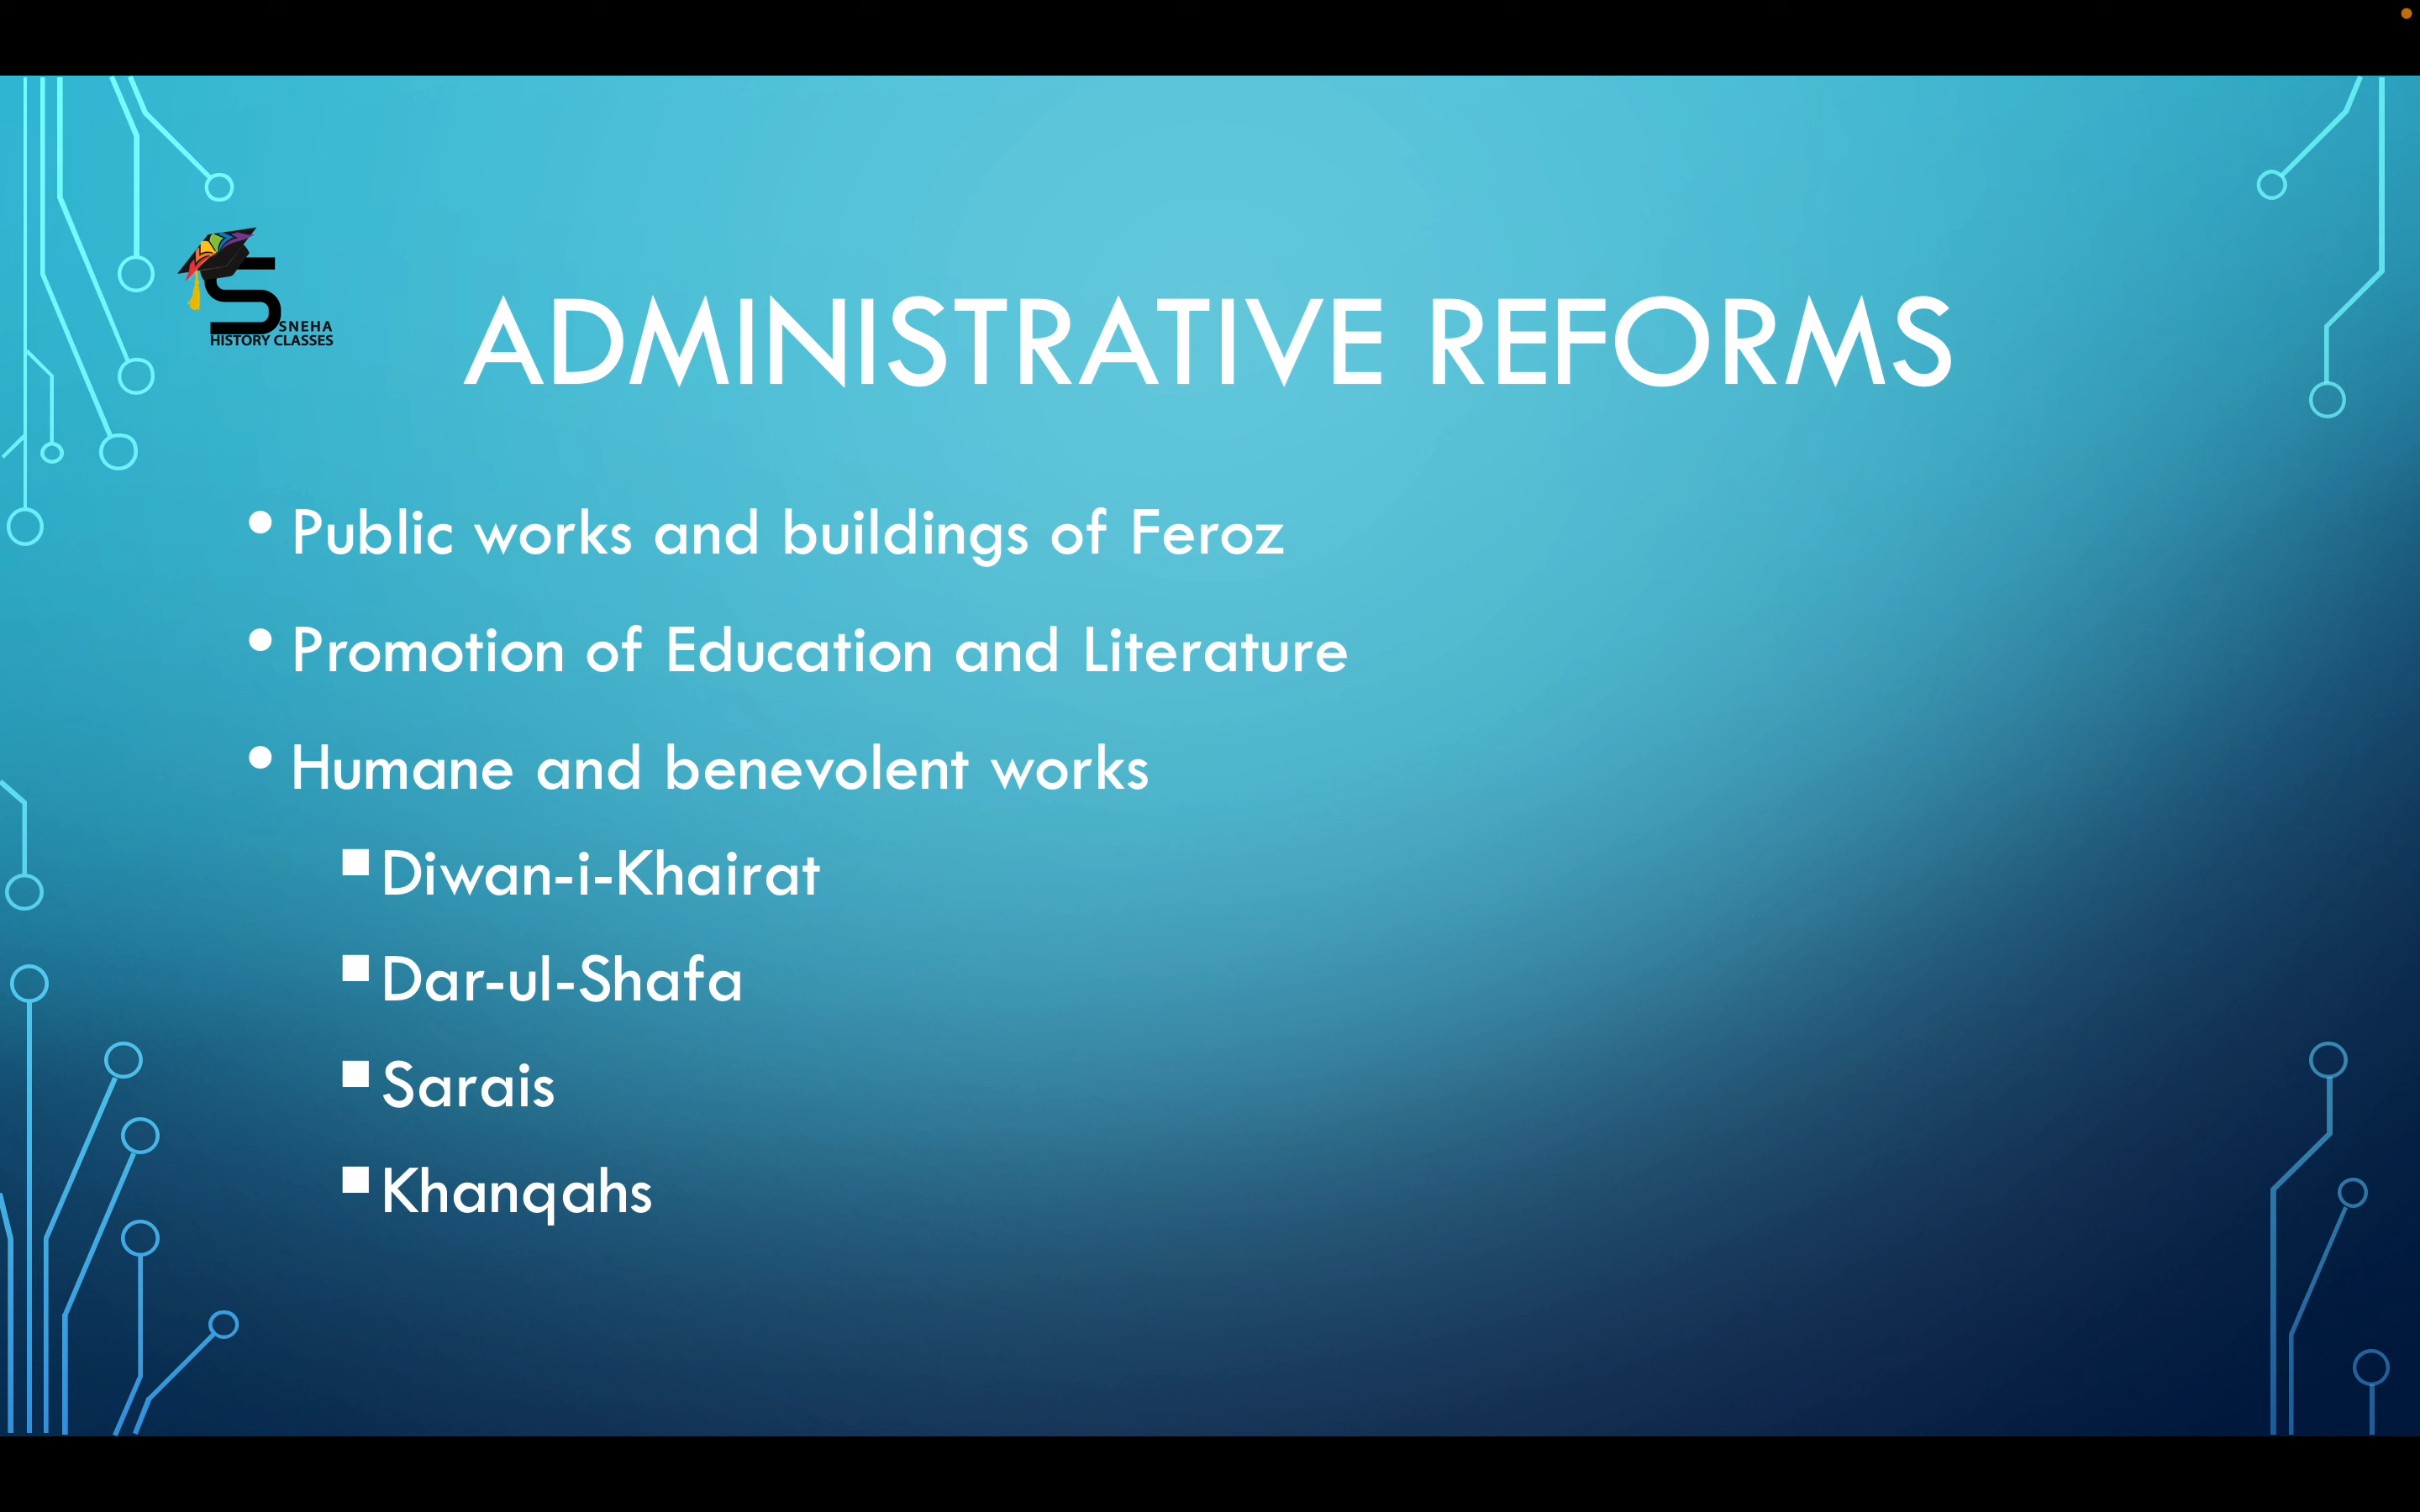 SNEHA
HISTORY CLASSES
ADMINISTRATIVE REFORMS
• Public works and buildings of Feroz
• Promotion of Education and Literature
• Humane and benevolent works
▪ Diwan-i-Khairat
▪ Dar-ul-Shafa
▪ Sarais
▪ Khanqahs